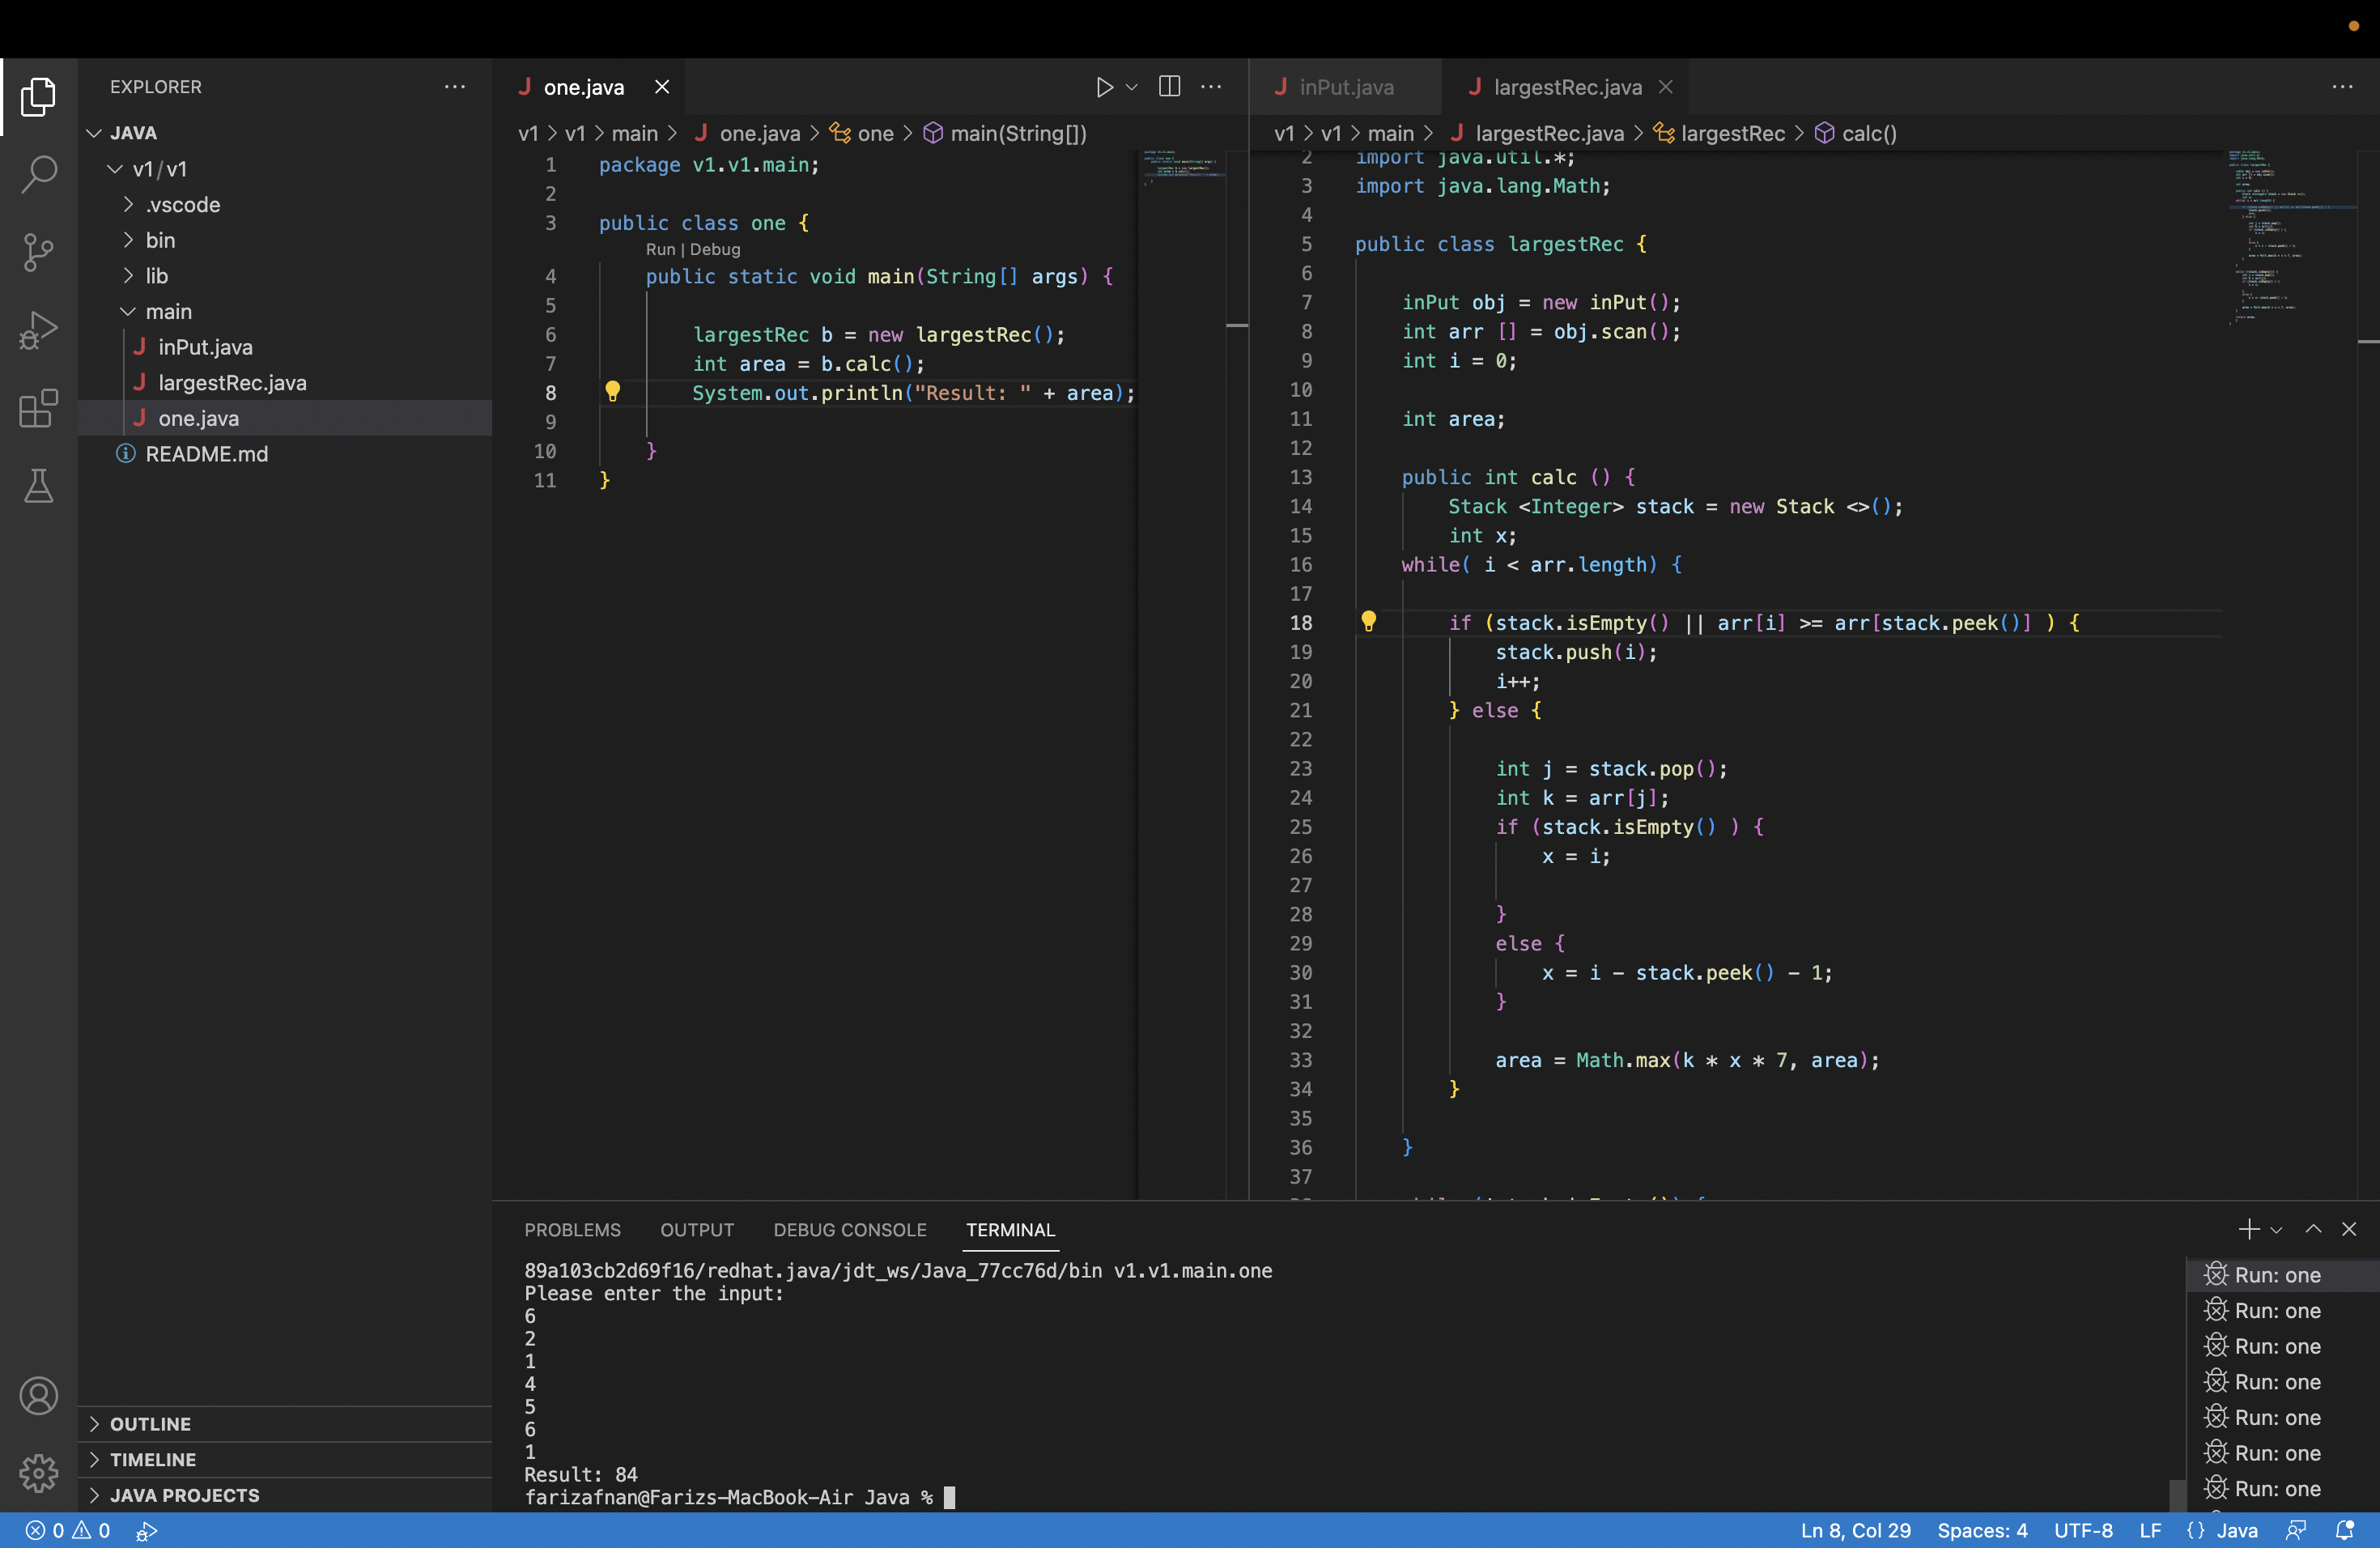 EXPLORER
JAVA
v1/v1
.vscode
bin
lib
main
inPut.java
largestRec.java
one.java
README.md
OUTLINE
TIMELINE
JAVA PROJECTS
one.java
v1 > v1 > main > one.java > one > main(String[])
1 package v1.v1.main;
2
3 public class one {
Run | Debug
4 public static void main(String[] args) {
5
6 largestRec b = new largestRec();
7 int area = b.calc();
8 System.out.println("Result: " + area);
9
10 }
11 }
inPut.java largestRec.java
v1 > v1 > main > largestRec.java > largestRec > calc()
2 import java.util.*;
3 import java.lang.Math;
4
5 public class largestRec {
6
7 inPut obj = new inPut();
8 int arr [] = obj.scan();
9 int i = 0;
10
11 int area;
12
13 public int calc () {
14 Stack <Integer> stack = new Stack <>();
15 int x;
16 while( i < arr.length) {
17
18 if (stack.isEmpty() || arr[i] >= arr[stack.peek()] ) {
19 stack.push(i);
20 i++;
21 } else {
22
23 int j = stack.pop();
24 int k = arr[j];
25 if (stack.isEmpty() ) {
26 x = i;
27
28 }
29 else {
30 x = i - stack.peek() - 1;
31 }
32
33 area = Math.max(k * x * 7, area);
34 }
35
36 }
37
PROBLEMS OUTPUT DEBUG CONSOLE TERMINAL
89a103cb2d69f16/redhat.java/jdt_ws/Java_77cc76d/bin v1.v1.main.one
Please enter the input:
6
2
1
4
5
6
1
Result: 84
farizafnan@Farizs-MacBook-Air Java %
Run: one
Run: one
Run: one
Run: one
Run: one
Run: one
Run: one
0 0
Ln 8, Col 29 Spaces: 4 UTF-8 LF {} Java